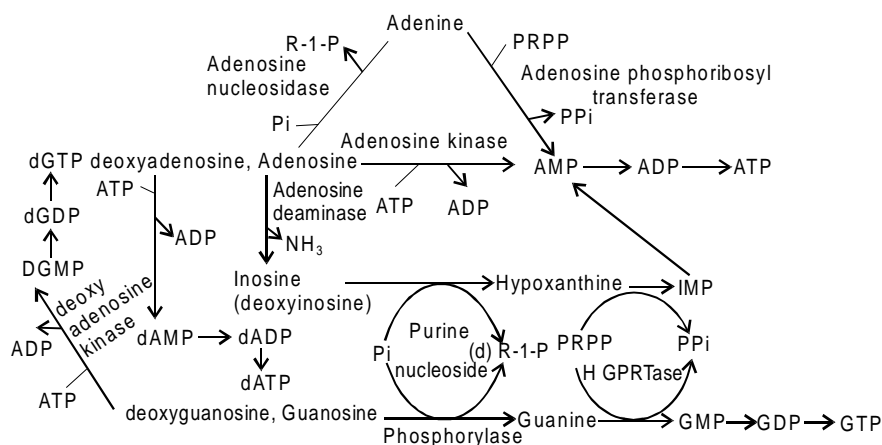 Adenine
R-1-P
PRPP
Adenosine
nucleosidase
Adenosine phosphoribosyl
transferase
PPi
Pi
Adenosine kinase
dGTP deoxyadenosine, Adenosine
AMP ADP ATP
ATP
Adenosine
deaminase
ATP
ADP
dGDP
ADP
NH3
DGMP
Inosine
(deoxyinosine)
Hypoxanthine
IMP
deoxy
adenosine
kinase
ADP
dAMP dADP
Purine
nucleoside
Pi
(d) R-1-P
PRPP
PPi
dATP
H GPRTase
ATP
deoxyguanosine, Guanosine
Phosphorylase
Guanine
GMP GDP GTP